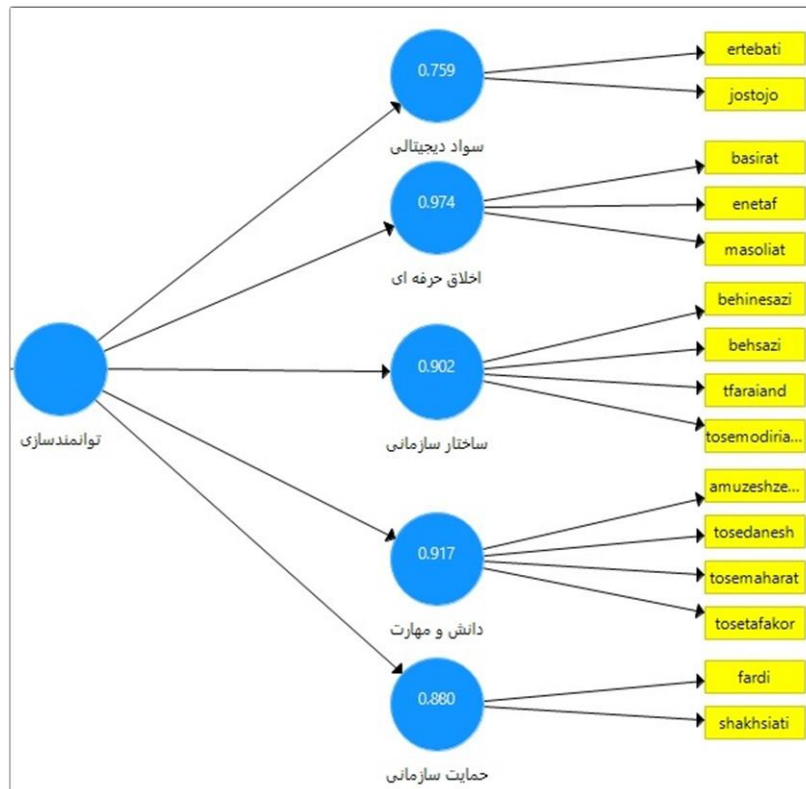 ertebati
0.759
jostojo
سواد دیجیتالی
basirat
0.974
enetaf
masoliat
اخلاق حرفه ای
behinesazi
behsazi
0.902
tfaraiand
توانمندسازی
ساختار سازمانی
tosemodiria...
amuzeshze...
tosedanesh
0.917
tosemaharat
tosetafakor
دانش و مهارت
fardi
0.880
shakhsiati
حمایت سازمانی